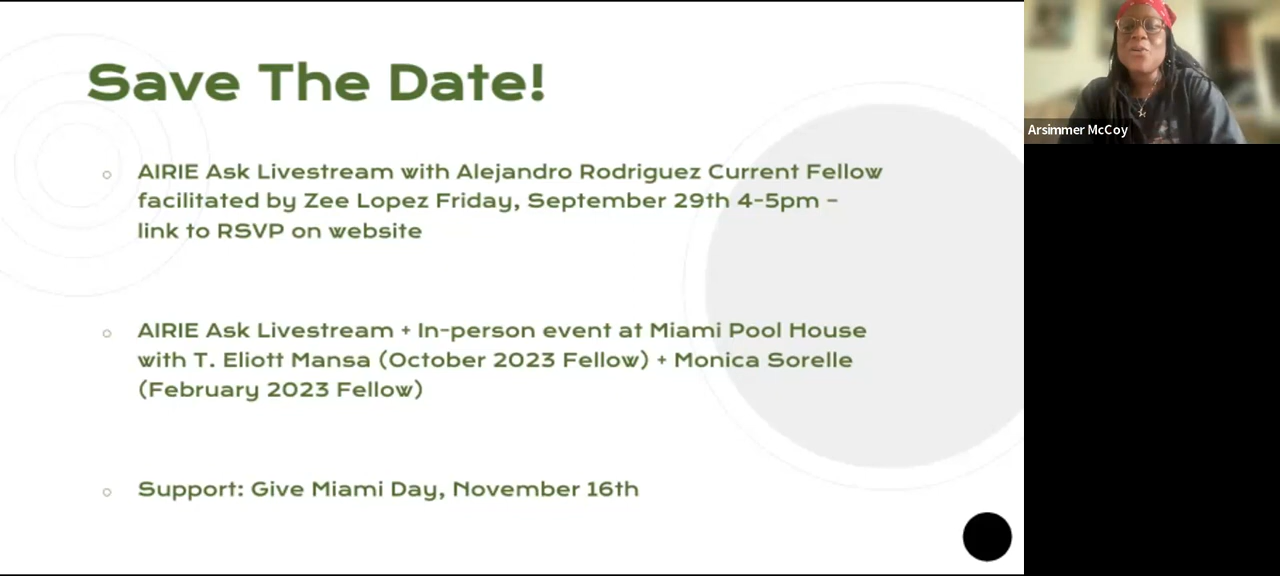 Save The Date!
AIRIE Ask Livestream with Alejandro Rodriguez Current Fellow
facilitated by Zee Lopez Friday, September 29th 4-5pm –
link to RSVP on website
AIRIE Ask Livestream + In-person event at Miami Pool House
with T. Eliott Mansa (October 2023 Fellow) + Monica Sorelle
(February 2023 Fellow)
Support: Give Miami Day, November 16th
Arsimmer McCoy